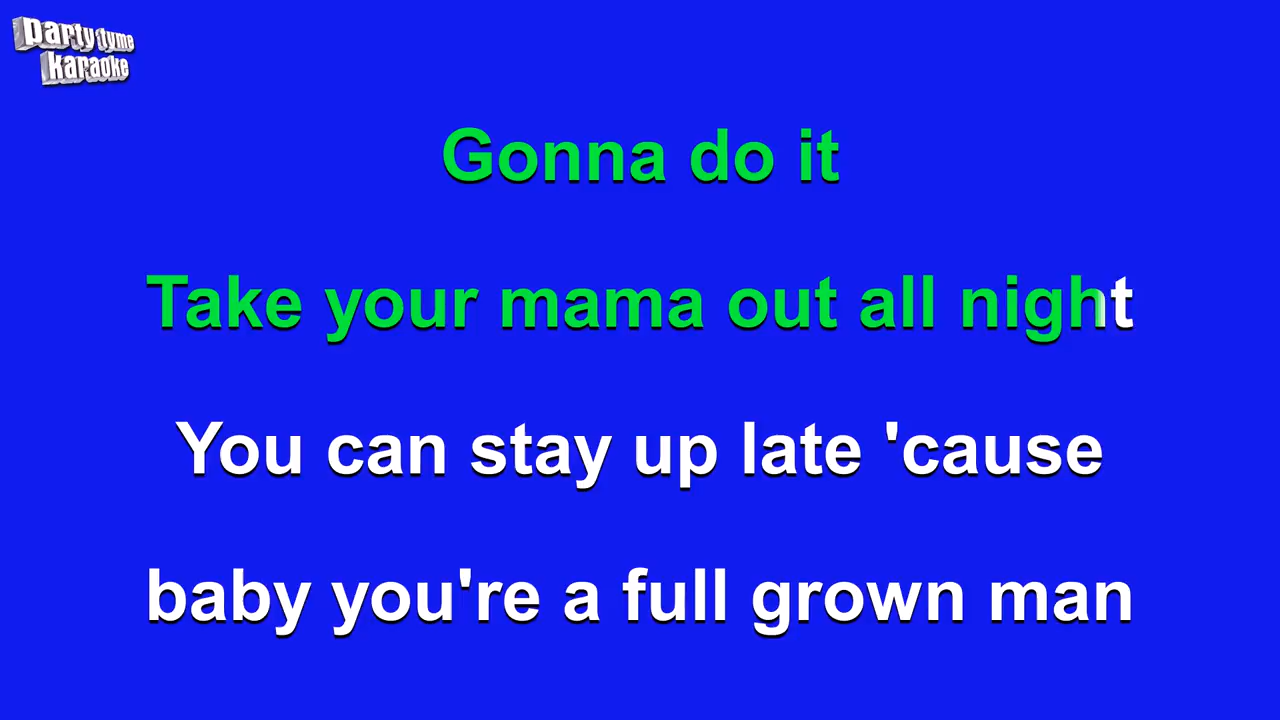 party tyme
karaoke
Gonna do it
Take your mama out all night
You can stay up late 'cause
baby you're a full grown man